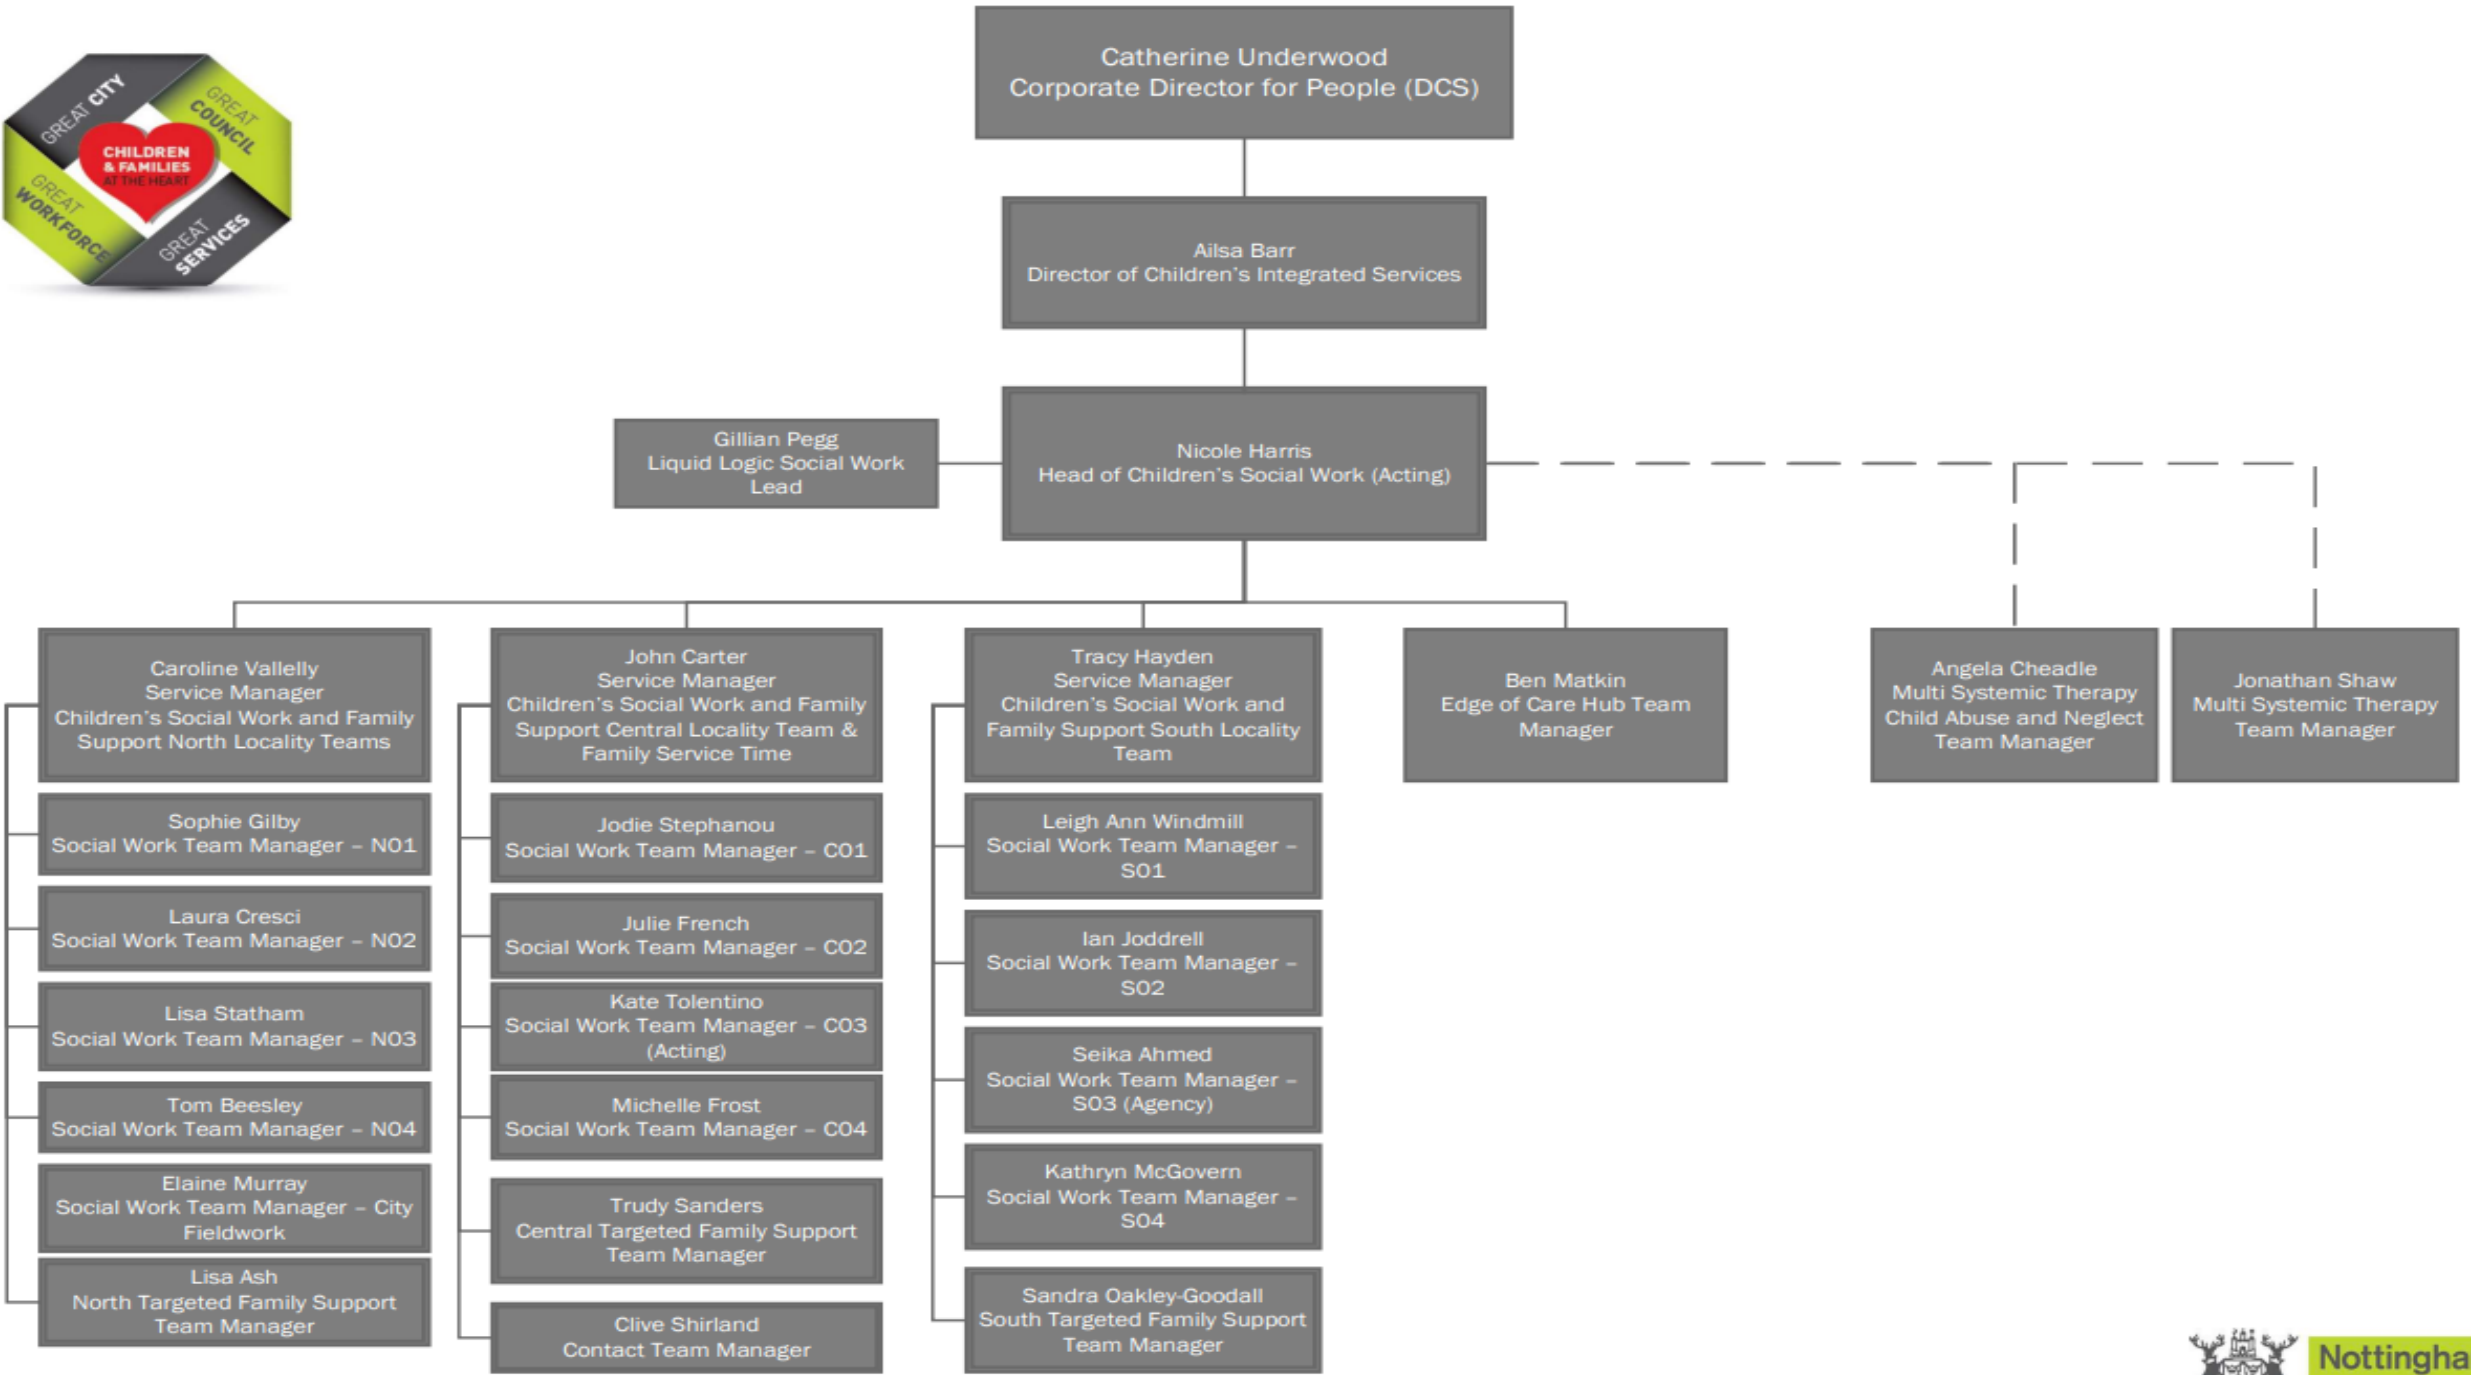 GREAT CITY
GREAT
COUNCIL
CHILDREN
& FAMILIES
AT THE HEART
GREAT
WORKFORCE
GREAT
SERVICES
Catherine Underwood
Corporate Director for People (DCS)
Ailsa Barr
Director of Children's Integrated Services
Gillian Pegg
Liquid Logic Social Work
Lead
Nicole Harris
Head of Children's Social Work (Acting)
Caroline Vallelly
Service Manager
Children's Social Work and Family
Support North Locality Teams
Sophie Gilby
Social Work Team Manager – N01
Laura Cresci
Social Work Team Manager – N02
Lisa Statham
Social Work Team Manager – N03
Tom Beesley
Social Work Team Manager – N04
Elaine Murray
Social Work Team Manager – City
Fieldwork
Lisa Ash
North Targeted Family Support
Team Manager
John Carter
Service Manager
Children's Social Work and Family
Support Central Locality Team &
Family Service Time
Jodie Stephanou
Social Work Team Manager – C01
Julie French
Social Work Team Manager – C02
Kate Tolentino
Social Work Team Manager – C03
(Acting)
Michelle Frost
Social Work Team Manager – C04
Trudy Sanders
Central Targeted Family Support
Team Manager
Clive Shirland
Contact Team Manager
Tracy Hayden
Service Manager
Children's Social Work and
Family Support South Locality
Team
Leigh Ann Windmill
Social Work Team Manager –
S01
Ian Joddrell
Social Work Team Manager –
S02
Seika Ahmed
Social Work Team Manager –
S03 (Agency)
Kathryn McGovern
Social Work Team Manager –
S04
Sandra Oakley-Goodall
South Targeted Family Support
Team Manager
Ben Matkin
Edge of Care Hub Team
Manager
Angela Cheadle
Multi Systemic Therapy
Child Abuse and Neglect
Team Manager
Jonathan Shaw
Multi Systemic Therapy
Team Manager
Nottingha